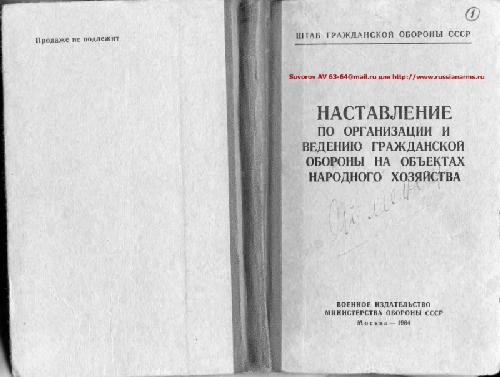 Продаже не подлежит
1
ШТАБ ГРАЖДАНСКОЙ ОБОРОНЫ СССР
Suvorov AV 63-64@mail.ru для http://www.russianarms.ru
НАСТАВЛЕНИЕ
ПО ОРГАНИЗАЦИИ И
ВЕДЕНИЮ ГРАЖДАНСКОЙ
ОБОРОНЫ НА ОБЪЕКТАХ
НАРОДНОГО ХОЗЯЙСТВА
ВОЕННОЕ ИЗДАТЕЛЬСТВО
МИНИСТЕРСТВА ОБОРОНЫ СССР
Москва — 1964